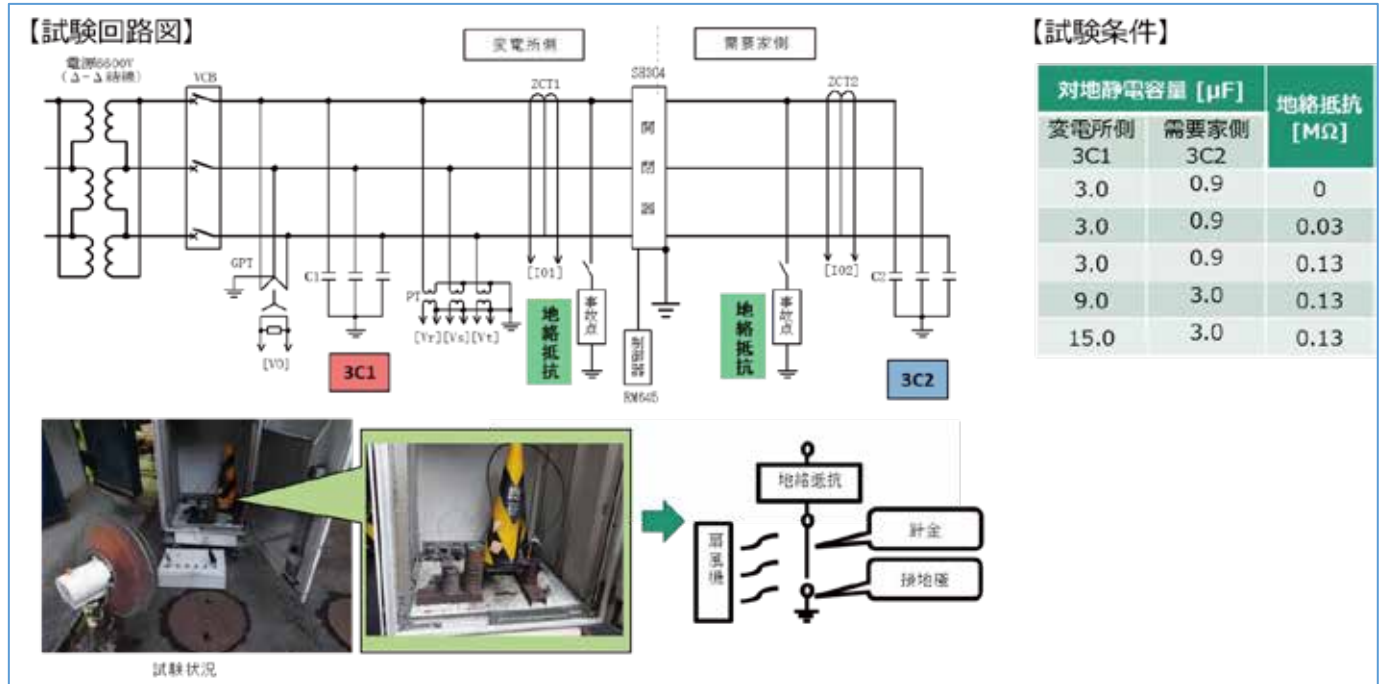 【試験回路図】
変電所側
需要家側
【試験条件】
電源6600V
(Δ-Δ結線)
VCB
ZCT1
ZCT2
開閉器
対地静電容量 [μF]
地絡抵抗
[MΩ]
変電所側
3C1
需要家側
3C2
3.0 0.9 0
3.0 0.9 0.03
3.0 0.9 0.13
9.0 3.0 0.13
15.0 3.0 0.13
GPT
C1
PT
[I01]
[I02]
C2
[V0]
[Vr][Vs][Vt]
3C1
地絡抵抗
事故点
地絡抵抗
事故点
3C2
試験状況
地絡抵抗
扇風機
針金
接地極